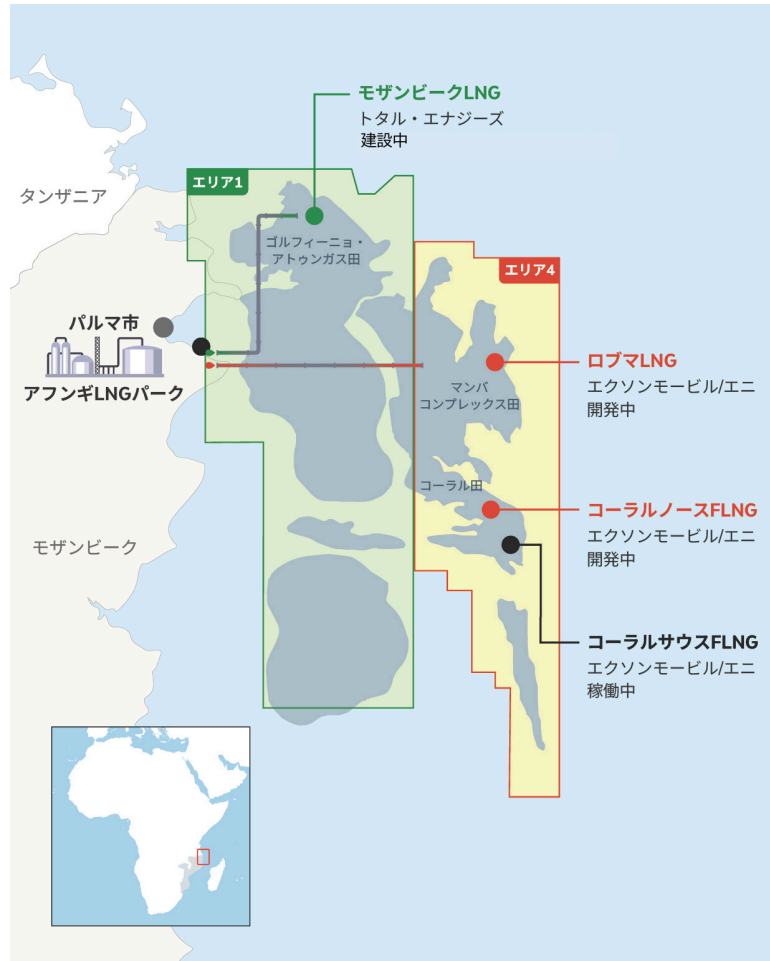 モザンビークLNG
トタル・エナジーズ
建設中
エリア1
タンザニア
ゴルフィーニョ・
アトゥンガス田
エリア4
パルマ市
アフンギLNGパーク
ロブマLNG
エクソンモービル/エニ
開発中
マンバ
コンプレックス田
コーラル田
コーラルノースFLNG
エクソンモービル/エニ
開発中
モザンビーク
コーラルサウスFLNG
エクソンモービル/エニ
稼働中